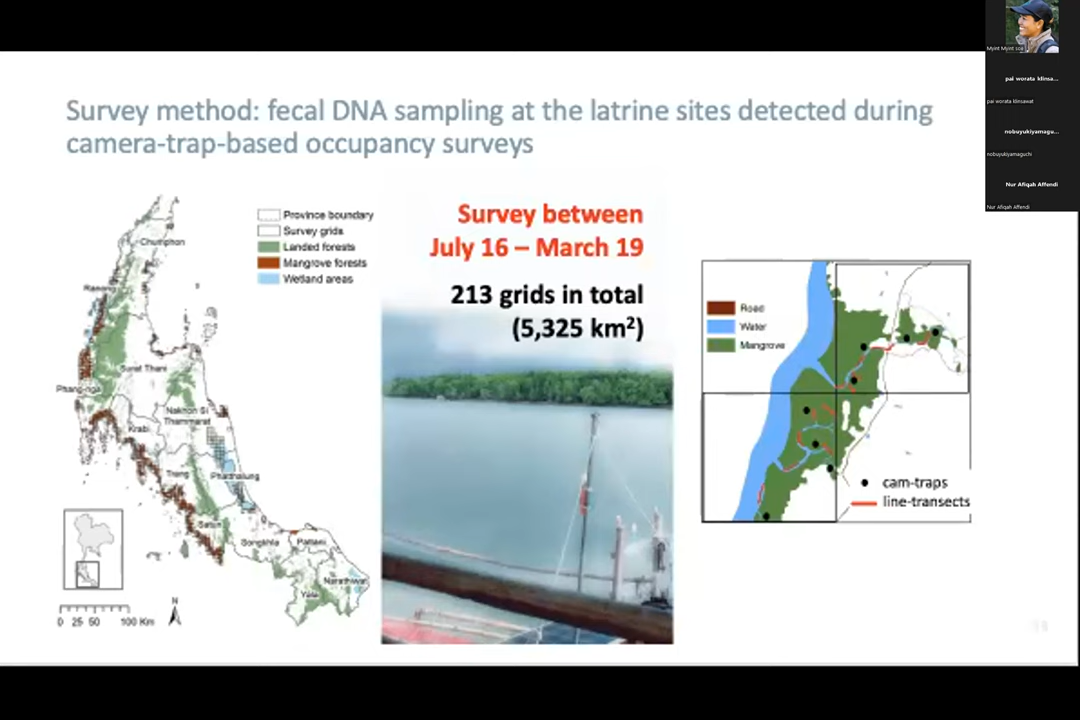 Survey method: fecal DNA sampling at the latrine sites detected during
camera-trap-based occupancy surveys
Province boundary
Survey grids
Landed forests
Mangrove forests
Wetland areas
Chumphon
Ranong
Surat Thani
Phang-nga
Nakhon Si
Thammarat
Krabi
Trang
Phatthalung
Satun
Songkhla
Pattani
Yala
Narathiwat
N
0 25 50 100 Km
Survey between
July 16 – March 19
213 grids in total
(5,325 km²)
Road
Water
Mangrove
cam-traps
line-transects
Myint Myint soe
pai worata klinsa...
pai worata klinsawat
nobuyukiyamagu...
nobuyukiyamaguchi
Nur Afiqah Affendi
Nur Afiqah Affendi